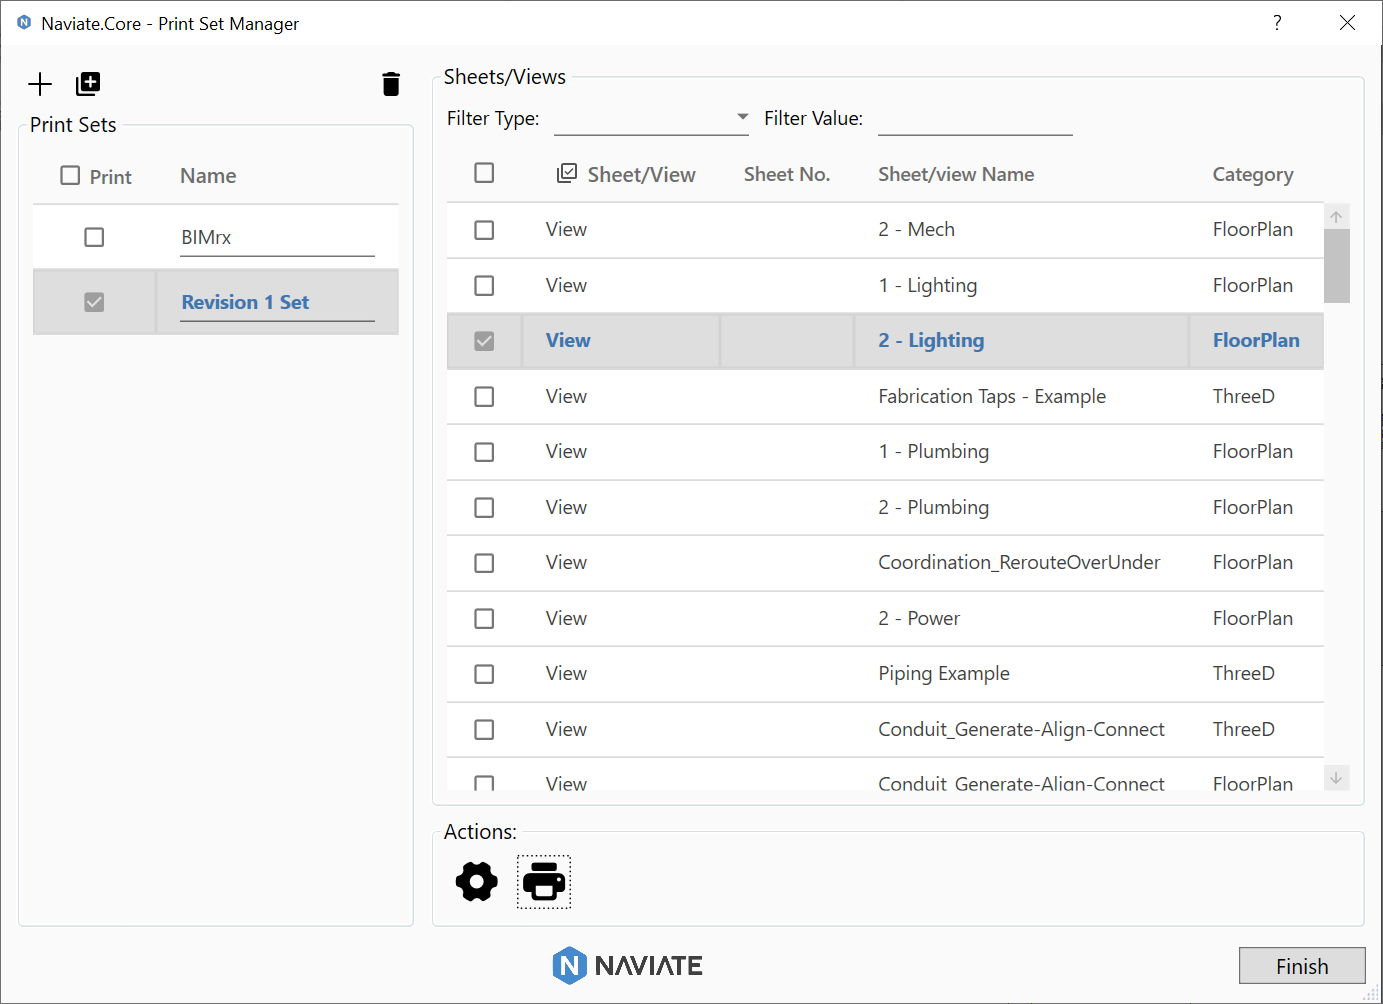 Naviate.Core - Print Set Manager
?
Print Sets
Print Name
BIMrx
Revision 1 Set
Sheets/Views
Filter Type: Filter Value:
Sheet/View Sheet No. Sheet/view Name Category
View 2 - Mech FloorPlan
View 1 - Lighting FloorPlan
View 2 - Lighting FloorPlan
View Fabrication Taps - Example ThreeD
View 1 - Plumbing FloorPlan
View 2 - Plumbing FloorPlan
View Coordination_RerouteOverUnder FloorPlan
View 2 - Power FloorPlan
View Piping Example ThreeD
View Conduit_Generate-Align-Connect ThreeD
View Conduit_Generate-Align-Connect FloorPlan
Actions:
N NAVIATE
Finish